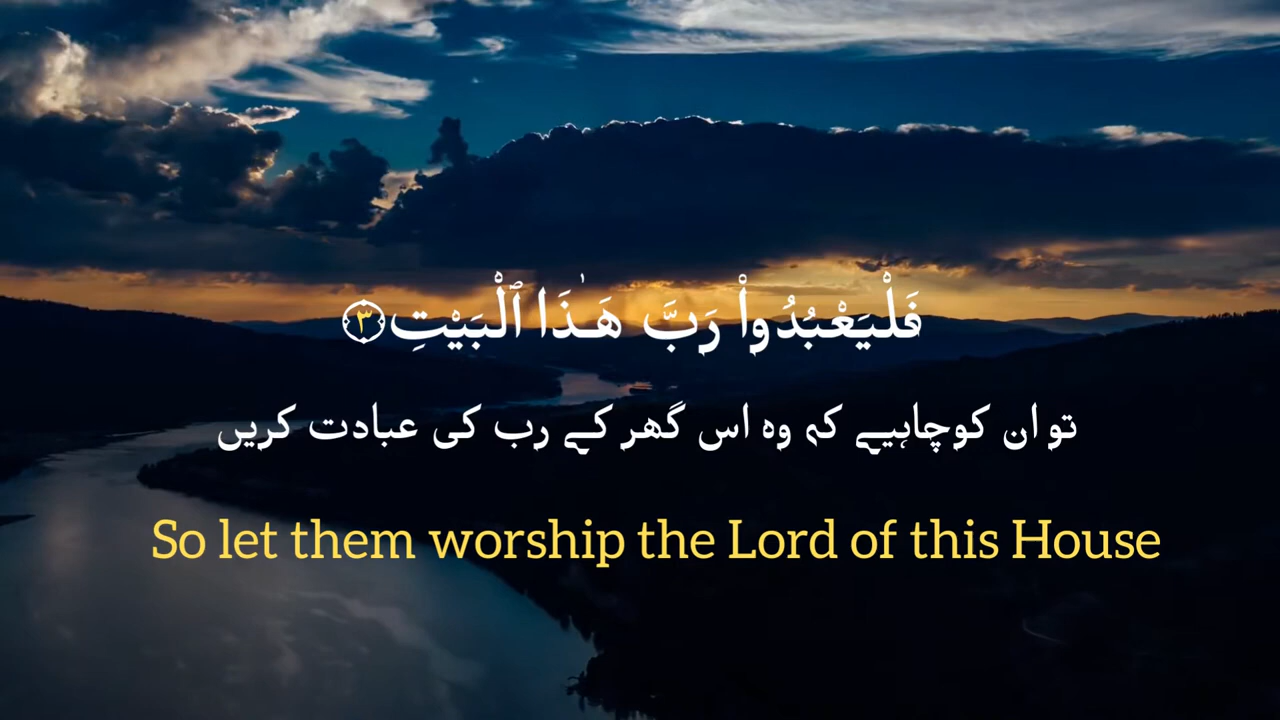 فَلْيَعْبُدُوا۟ رَبَّ هَـٰذَا ٱلْبَيْتِ ٣
تو ان کوچاہیے کہ وہ اس گھر کے رب کی عبادت کریں
So let them worship the Lord of this House